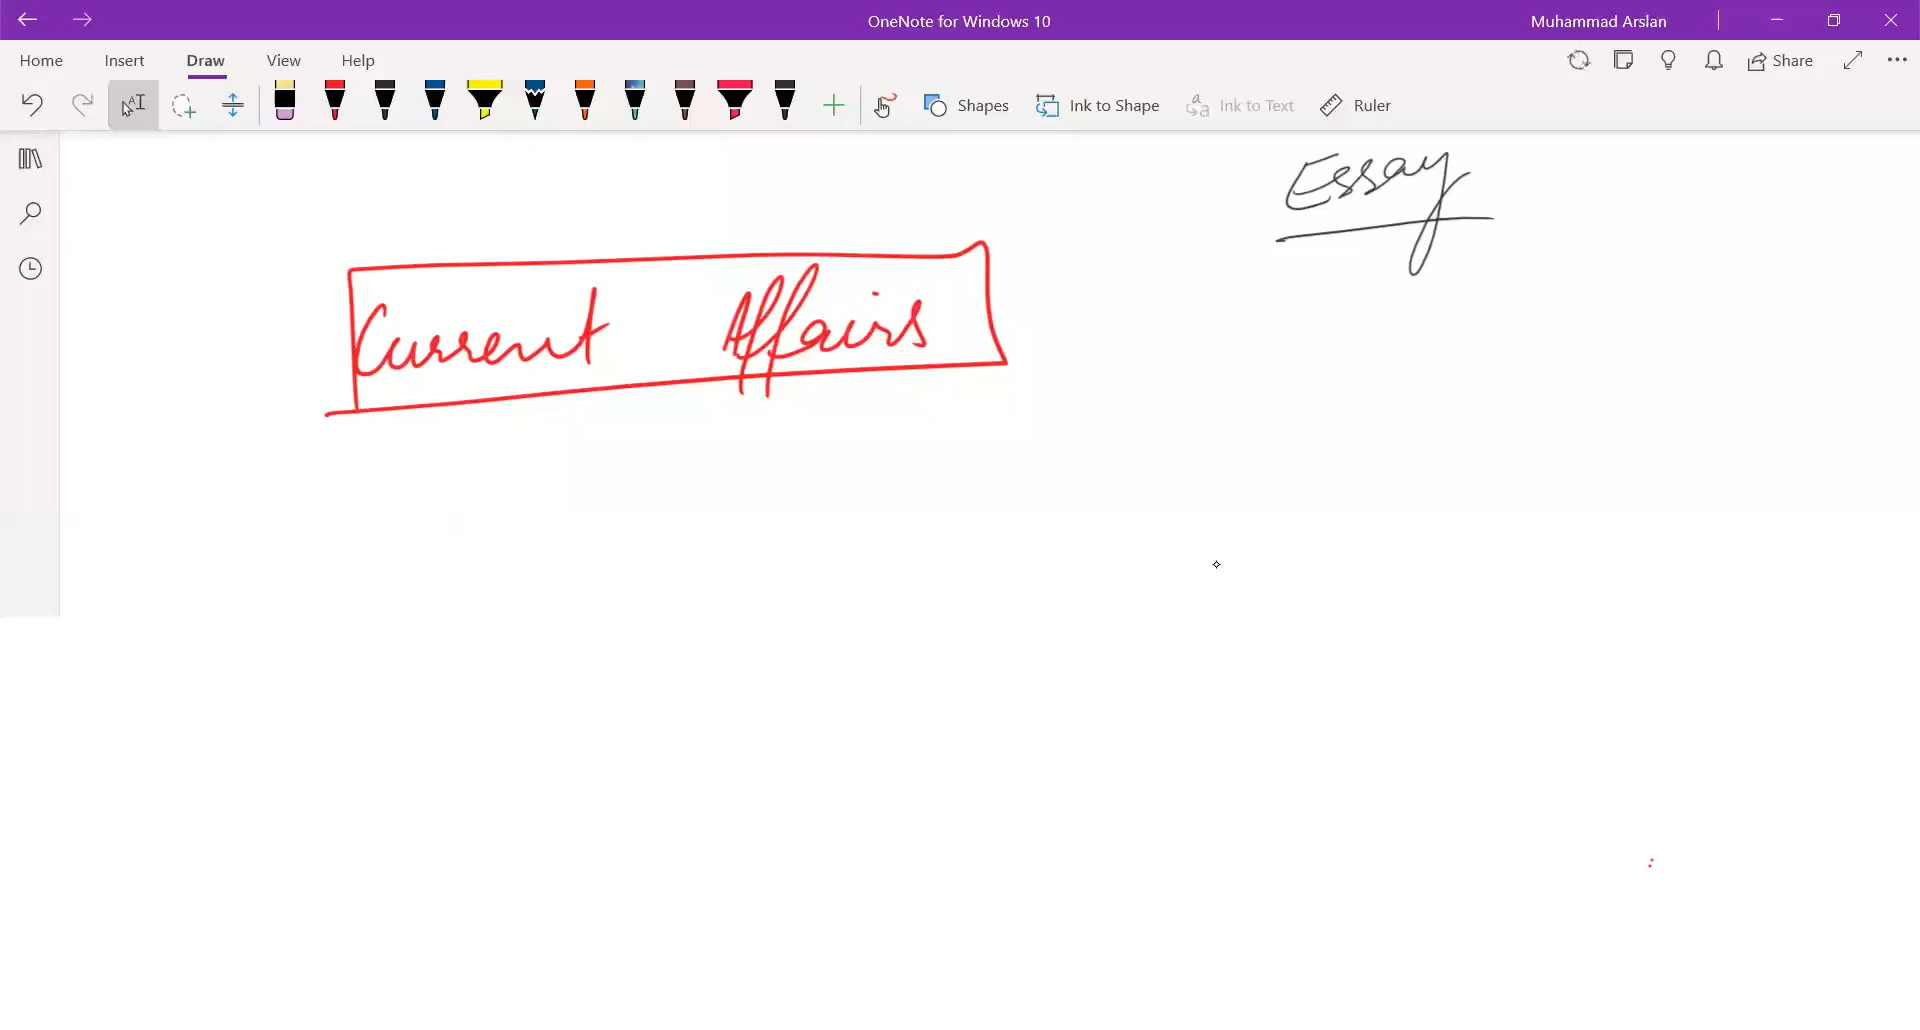 OneNote for Windows 10
Muhammad Arslan
Home Insert Draw View Help
Share
Shapes Ink to Shape Ink to Text Ruler
Essay
Current Affairs